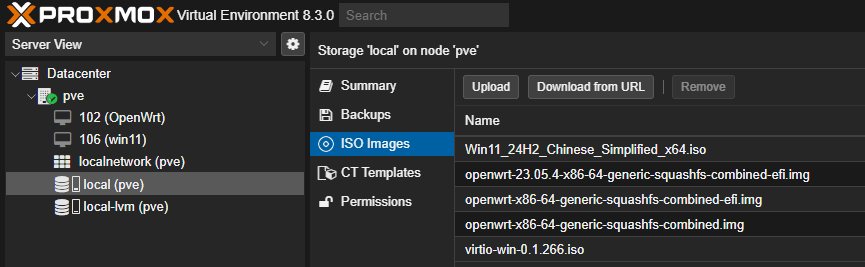 PROXMOX Virtual Environment 8.3.0 Search
Server View
Datacenter
pve
102 (OpenWrt)
106 (win11)
localnetwork (pve)
local (pve)
local-lvm (pve)
Storage 'local' on node 'pve'
Summary
Backups
ISO Images
CT Templates
Permissions
Upload Download from URL Remove
Name
Win11_24H2_Chinese_Simplified_x64.iso
openwrt-23.05.4-x86-64-generic-squashfs-combined-efi.img
openwrt-x86-64-generic-squashfs-combined-efi.img
openwrt-x86-64-generic-squashfs-combined.img
virtio-win-0.1.266.iso